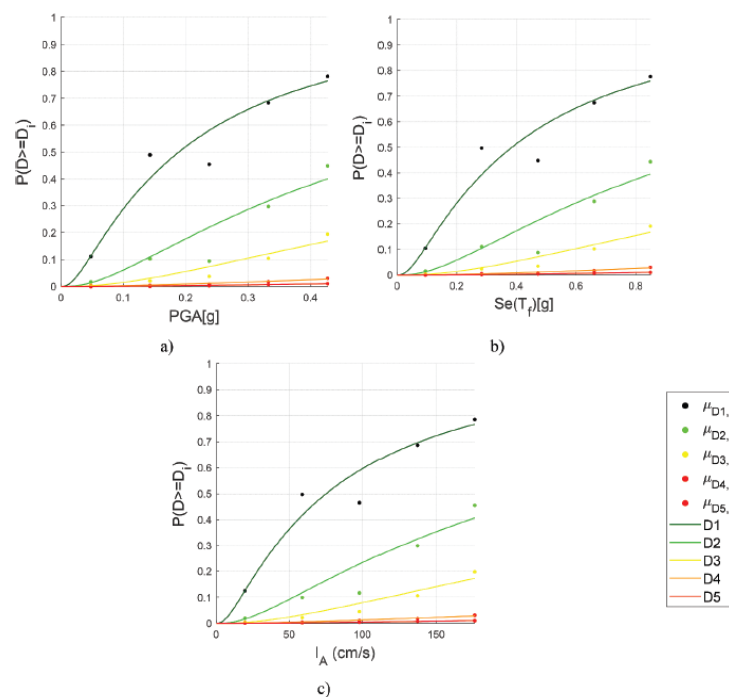 1
0.9
0.8
0.7
0.6
0.5
0.4
0.3
0.2
0.1
0
P(D>=Di)
0 0.1 0.2 0.3 0.4
PGA[g]
a)
1
0.9
0.8
0.7
0.6
0.5
0.4
0.3
0.2
0.1
0
P(D>=Di)
0 0.2 0.4 0.6 0.8
Se(Tf)[g]
b)
1
0.9
0.8
0.7
0.6
0.5
0.4
0.3
0.2
0.1
0
P(D>=Di)
0 50 100 150
IA (cm/s)
c)
μD1,
μD2,
μD3,
μD4,
μD5,
D1
D2
D3
D4
D5